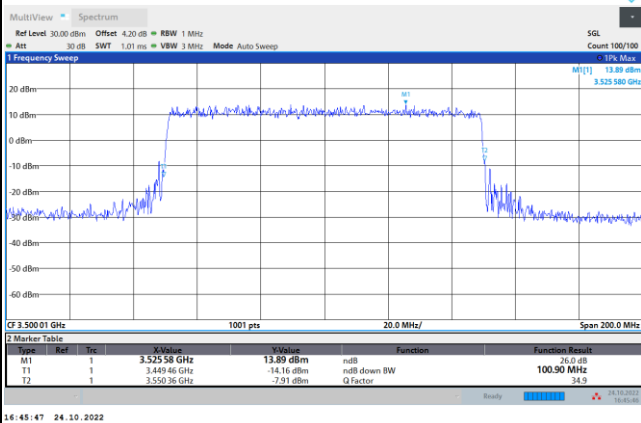 MultiView Spectrum
Ref Level 30.00 dBm Offset 4.20 dB RBW 1 MHz SGL
Att 30 dB SWT 1.01 ms VBW 3 MHz Mode Auto Sweep Count 100/100
1 Frequency Sweep 1Pk Max
M1[1] 13.89 dBm
3.525 580 GHz
20 dBm
M1
10 dBm
0 dBm
-10 dBm
T2
-20 dBm
-30 dBm
-40 dBm
-50 dBm
-60 dBm
CF 3.500 01 GHz 1001 pts 20.0 MHz/ Span 200.0 MHz
2 Marker Table
Type Ref Trc X-Value Y-Value Function Function Result
M1 1 3.525 58 GHz 13.89 dBm ndB 26.0 dB
T1 1 3.449 46 GHz -14.16 dBm ndB down BW 100.90 MHz
T2 1 3.550 36 GHz -7.91 dBm Q Factor 34.9
Ready 24.10.2022
16:45:46
16:45:47 24.10.2022